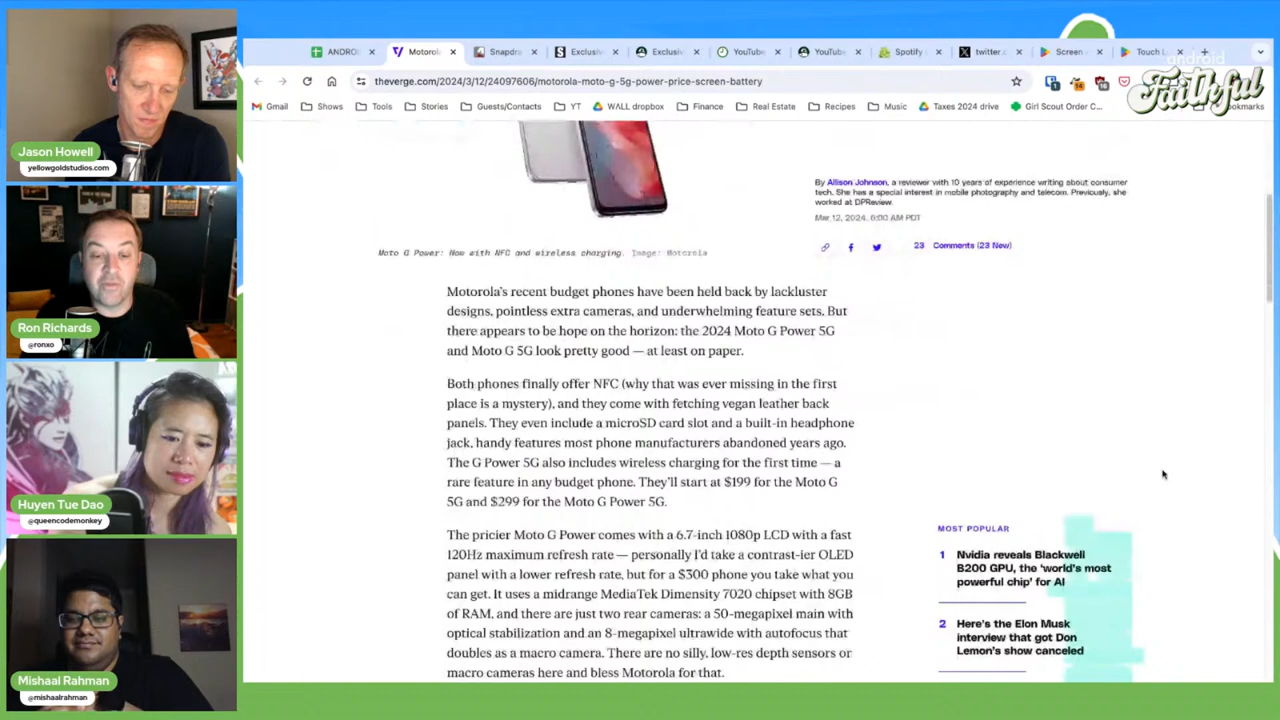 Jason Howell
yellowgoldstudios.com
Ron Richards
@ronxo
Huyen Tue Dao
@queencodemonkey
Mishaal Rahman
@mishaalrahman
ANDRO
Motorol
Snapdra
Exclusiv
Exclusiv
YouTube
YouTube
Spotify
twitter.c
Screen
Touch L
theverge.com/2024/3/12/24097606/motorola-moto-g-5g-power-price-screen-battery
Gmail
Shows
Tools
Stories
Guests/Contacts
YT
WALL dropbox
Finance
Real Estate
Recipes
Music
Taxes 2024 drive
Girl Scout Order C...
okmarks
android
Faithful
By Allison Johnson, a reviewer with 10 years of experience writing about consumer
tech. She has a special interest in mobile photography and telecom. Previously, she
worked at DPReview.
Mar 12, 2024, 6:00 AM PDT
23 Comments (23 New)
Moto G Power: Now with NFC and wireless charging. Image: Motorola
Motorola's recent budget phones have been held back by lackluster
designs, pointless extra cameras, and underwhelming feature sets. But
there appears to be hope on the horizon: the 2024 Moto G Power 5G
and Moto G 5G look pretty good — at least on paper.
Both phones finally offer NFC (why that was ever missing in the first
place is a mystery), and they come with fetching vegan leather back
panels. They even include a microSD card slot and a built-in headphone
jack, handy features most phone manufacturers abandoned years ago.
The G Power 5G also includes wireless charging for the first time — a
rare feature in any budget phone. They'll start at $199 for the Moto G
5G and $299 for the Moto G Power 5G.
The pricier Moto G Power comes with a 6.7-inch 1080p LCD with a fast
120Hz maximum refresh rate — personally I'd take a contrast-ier OLED
panel with a lower refresh rate, but for a $300 phone you take what you
can get. It uses a midrange MediaTek Dimensity 7020 chipset with 8GB
of RAM, and there are just two rear cameras: a 50-megapixel main with
optical stabilization and an 8-megapixel ultrawide with autofocus that
doubles as a macro camera. There are no silly, low-res depth sensors or
macro cameras here and bless Motorola for that.
MOST POPULAR
1 Nvidia reveals Blackwell
B200 GPU, the 'world's most
powerful chip' for AI
2 Here's the Elon Musk
interview that got Don
Lemon's show canceled